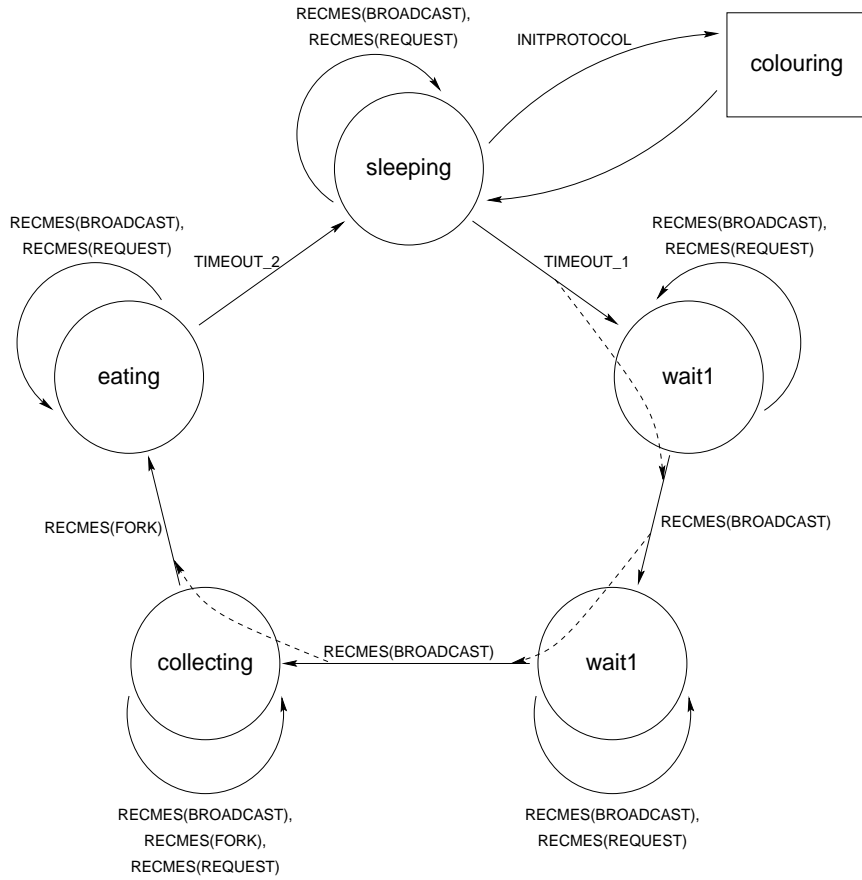 RECMES(BROADCAST),
RECMES(REQUEST)
INITPROTOCOL
colouring
sleeping
RECMES(BROADCAST),
RECMES(REQUEST)
TIMEOUT_2
TIMEOUT_1
RECMES(BROADCAST),
RECMES(REQUEST)
eating
wait1
RECMES(FORK)
RECMES(BROADCAST)
collecting
RECMES(BROADCAST)
wait1
RECMES(BROADCAST),
RECMES(FORK),
RECMES(REQUEST)
RECMES(BROADCAST),
RECMES(REQUEST)